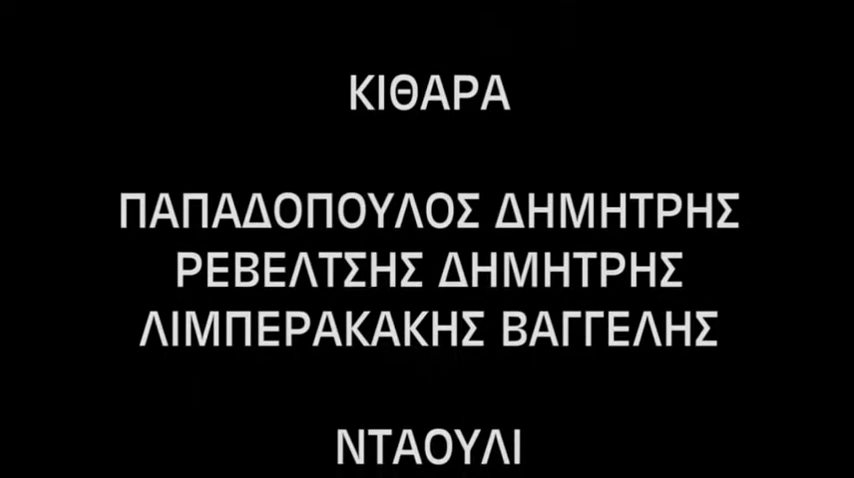 ΚΙΘΑΡΑ
ΠΑΠΑΔΟΠΟΥΛΟΣ ΔΗΜΗΤΡΗΣ
ΡΕΒΕΛΤΣΗΣ ΔΗΜΗΤΡΗΣ
ΛΙΜΠΕΡΑΚΑΚΗΣ ΒΑΓΓΕΛΗΣ
ΝΤΑΟΥΛΙ